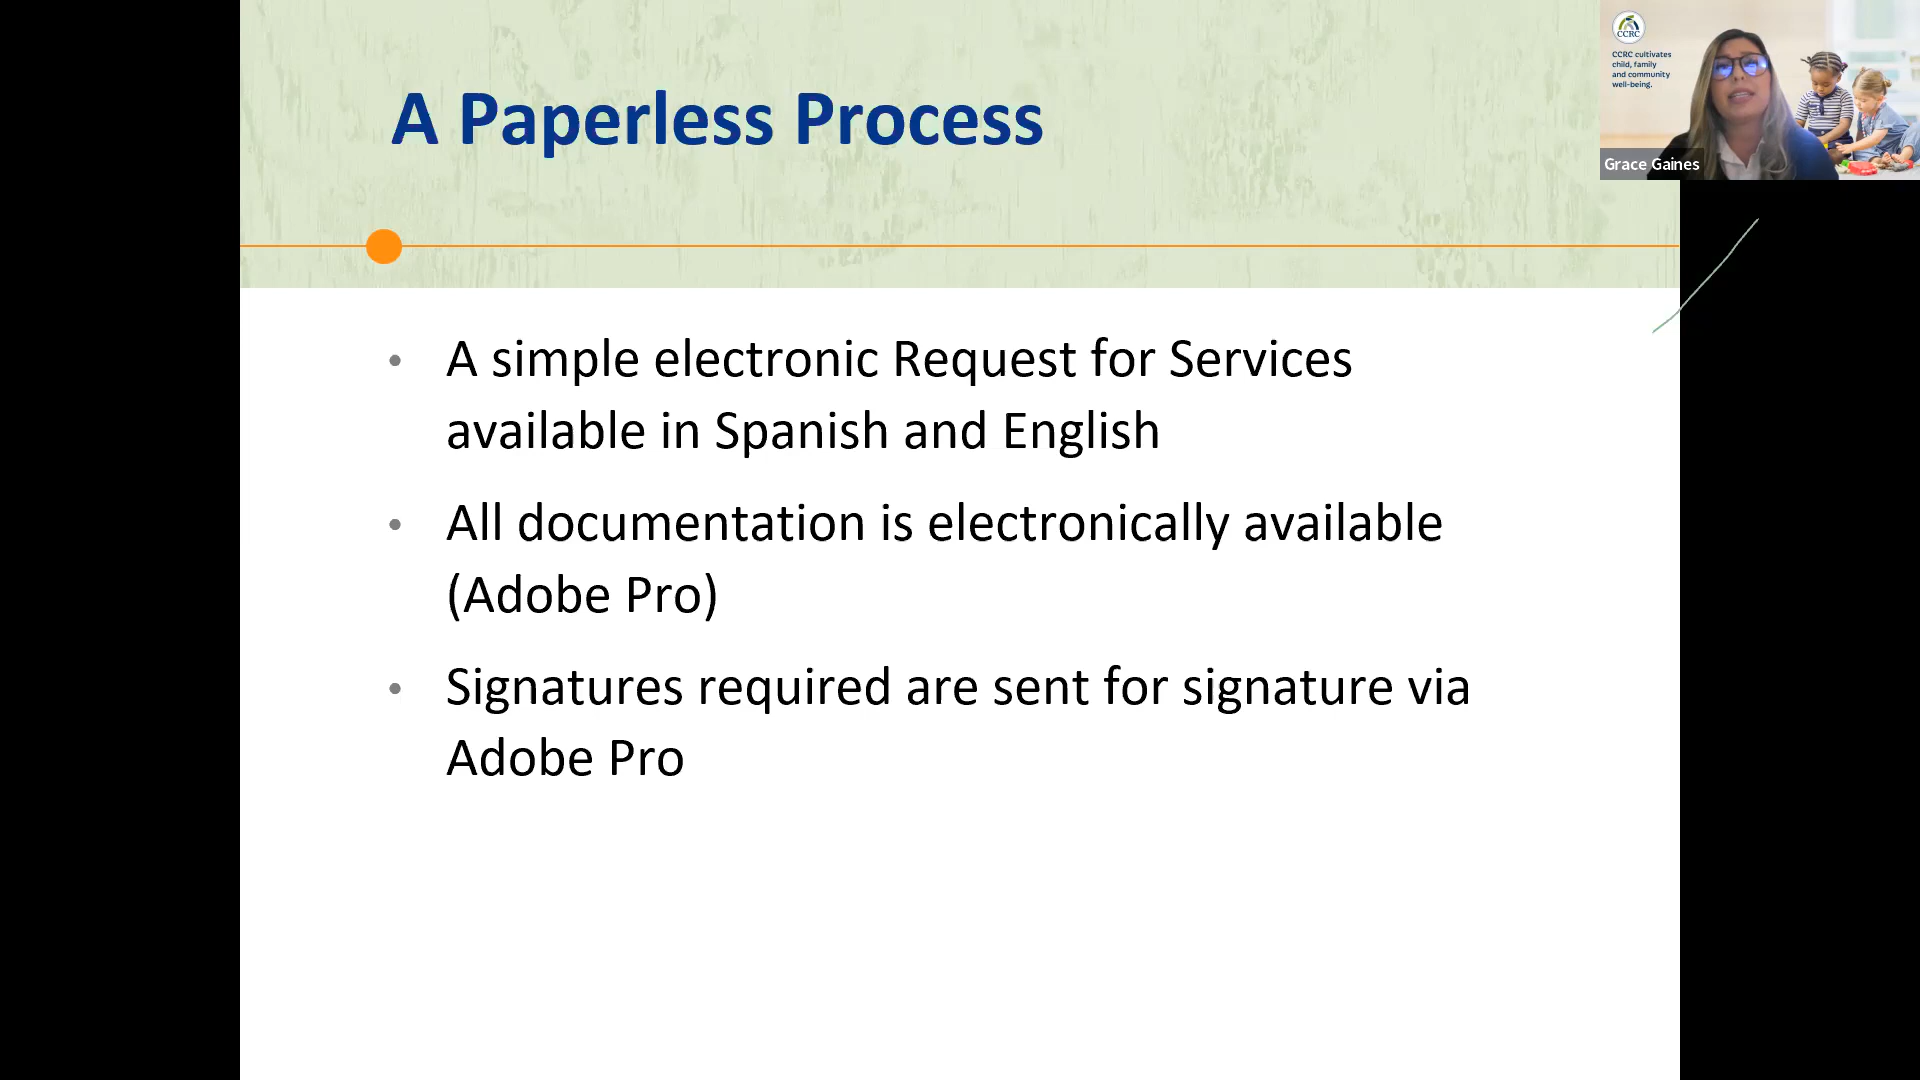 A Paperless Process
• A simple electronic Request for Services
available in Spanish and English
• All documentation is electronically available
(Adobe Pro)
• Signatures required are sent for signature via
Adobe Pro
CCRC
CCRC cultivates
child, family
and community
well-being.
Grace Gaines